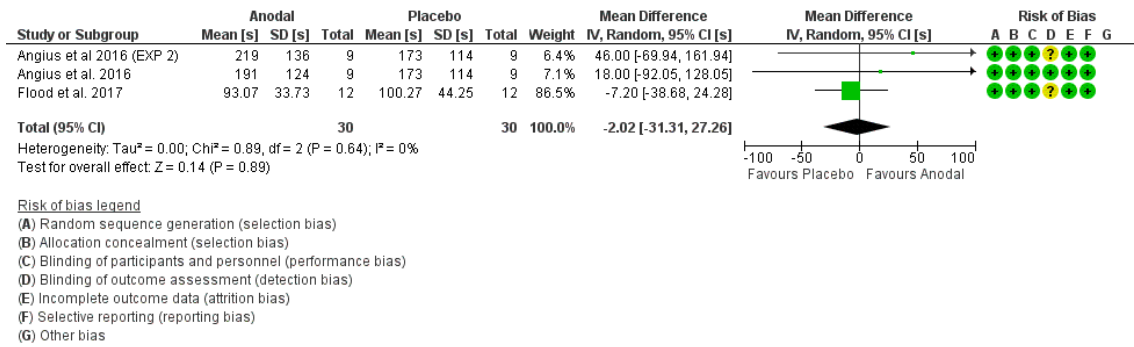 Anodal Placebo Mean Difference Mean Difference Risk of Bias
Study or Subgroup Mean [s] SD [s] Total Mean [s] SD [s] Total Weight IV, Random, 95% CI [s] IV, Random, 95% CI [s] A B C D E F G
Angius et al 2016 (EXP 2) 219 136 9 173 114 9 6.4% 46.00 [-69.94, 161.94] + + + ? + +
Angius et al. 2016 191 124 9 173 114 9 7.1% 18.00 [-92.05, 128.05] + + + + + +
Flood et al. 2017 93.07 33.73 12 100.27 44.25 12 86.5% -7.20 [-38.68, 24.28] + + + ? + +
Total (95% CI) 30 30 100.0% -2.02 [-31.31, 27.26]
Heterogeneity: Tau² = 0.00; Chi² = 0.89, df = 2 (P = 0.64); I² = 0%
Test for overall effect: Z = 0.14 (P = 0.89)
-100 -50 0 50 100
Favours Placebo Favours Anodal
Risk of bias legend
(A) Random sequence generation (selection bias)
(B) Allocation concealment (selection bias)
(C) Blinding of participants and personnel (performance bias)
(D) Blinding of outcome assessment (detection bias)
(E) Incomplete outcome data (attrition bias)
(F) Selective reporting (reporting bias)
(G) Other bias